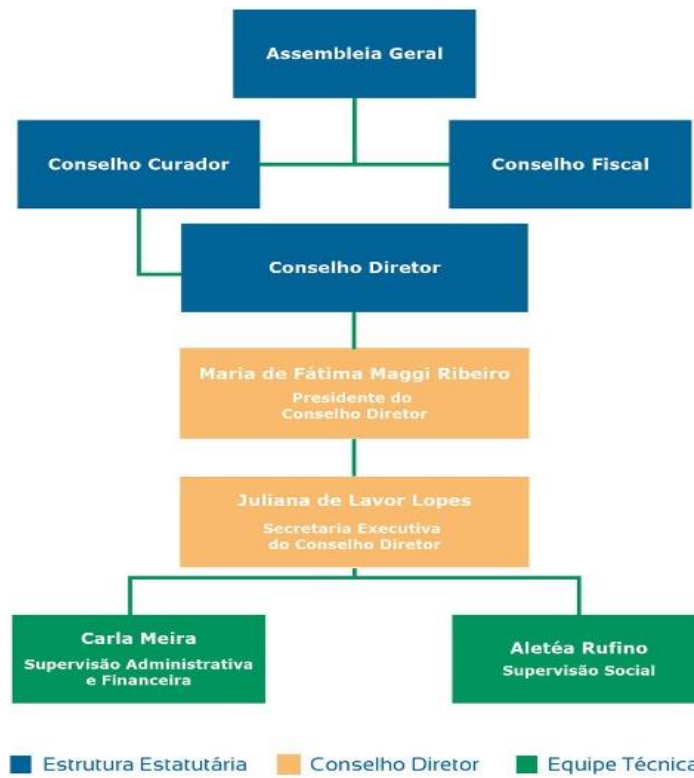 Assembleia Geral
Conselho Curador
Conselho Fiscal
Conselho Diretor
Maria de Fátima Maggi Ribeiro
Presidente do
Conselho Diretor
Juliana de Lavor Lopes
Secretaria Executiva
do Conselho Diretor
Carla Meira
Supervisão Administrativa
e Financeira
Aletéa Rufino
Supervisão Social
Estrutura Estatutária
Conselho Diretor
Equipe Técnica